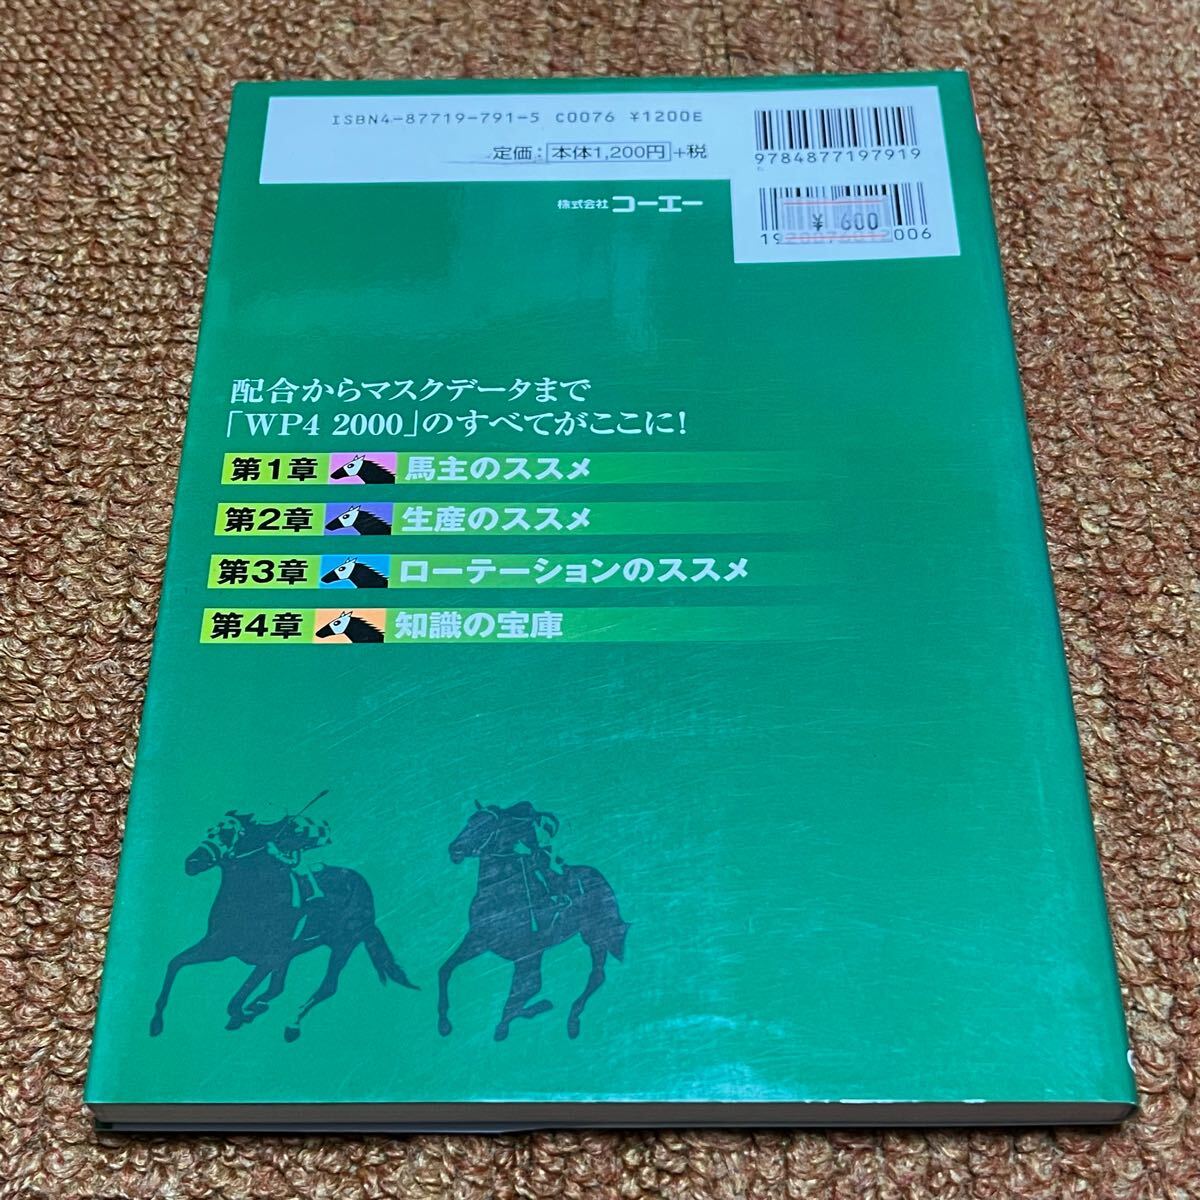 ISBN4-87719-791-5 C0076 ¥1200E
定価：本体1,200円+税
9784877197919
¥ 600
株式会社 コーエー
配合からマスクデータまで
「WP4 2000」のすべてがここに！
第1章 馬主のススメ
第2章 生産のススメ
第3章 ローテーションのススメ
第4章 知識の宝庫